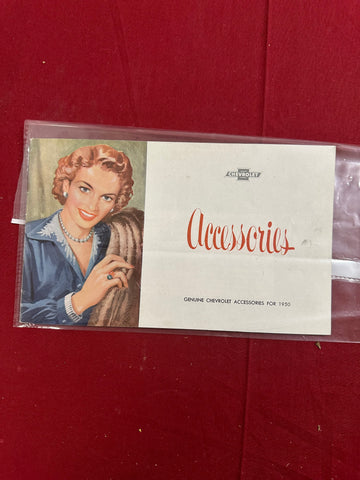 CHEVROLET
Accessories
GENUINE CHEVROLET ACCESSORIES FOR 1950